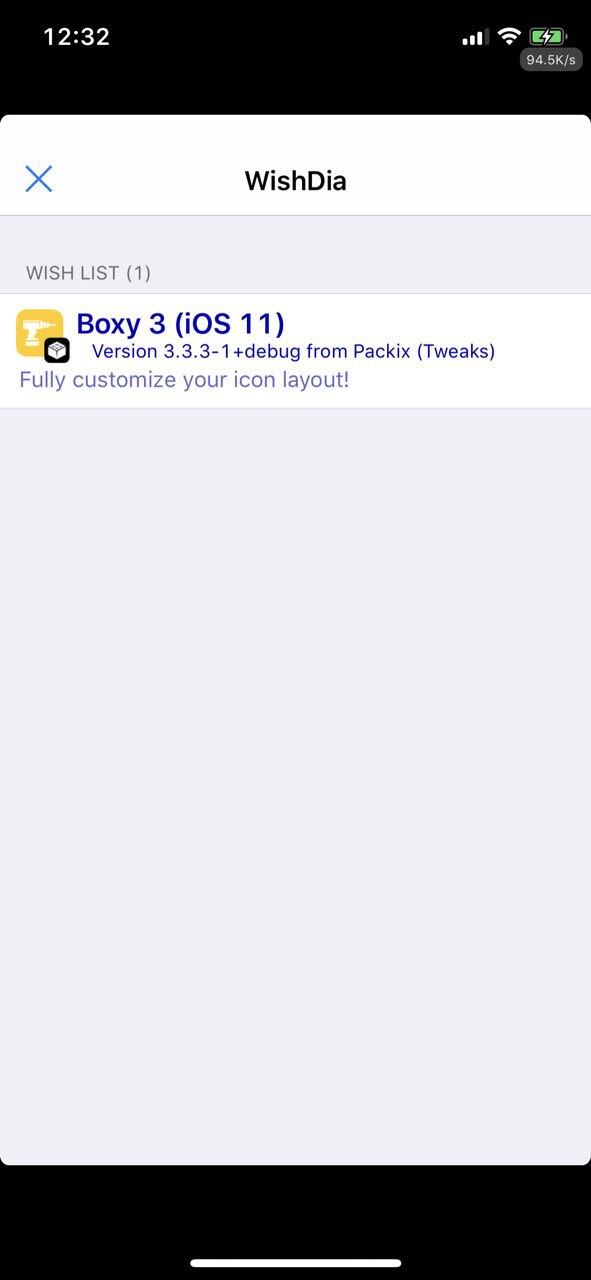 12:32
94.5K/s
WishDia
WISH LIST (1)
Boxy 3 (iOS 11)
Version 3.3.3-1+debug from Packix (Tweaks)
Fully customize your icon layout!